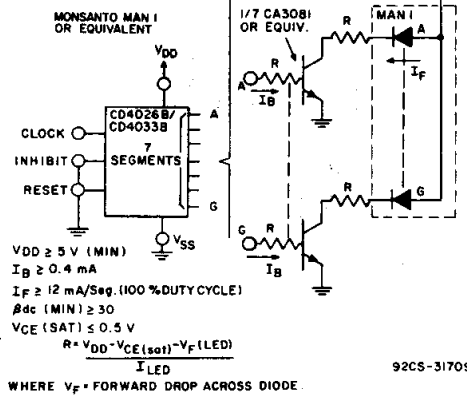 MONSANTO MAN 1
OR EQUIVALENT
1/7 CA3081
OR EQUIV.
MAN 1
VDD
R
A
R
A
IB
IF
CD4026B/
CD4033B
7
SEGMENTS
A
G
CLOCK
INHIBIT
RESET
VSS
R
G
G
R
IB
VDD ≥ 5 V (MIN)
IB ≥ 0.4 mA
IF ≥ 12 mA/Seg. (100 % DUTY CYCLE)
βdc (MIN) ≥ 30
VCE (SAT) ≤ 0.5 V
R = VDD - VCE(sat) - VF (LED)
ILED
WHERE VF = FORWARD DROP ACROSS DODE.
92CS-31709